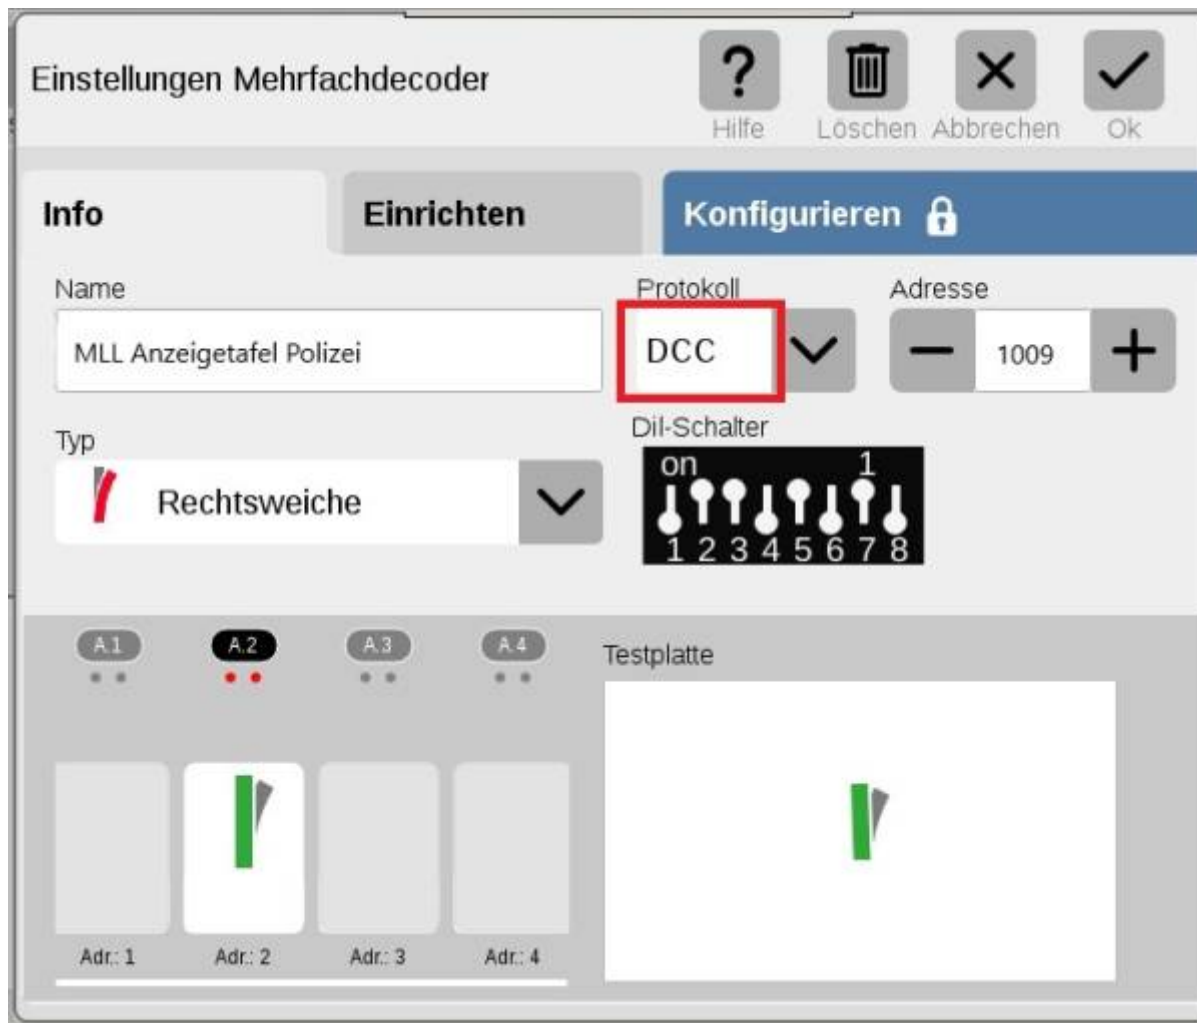 Einstellungen Mehrfachdecoder
?
Hilfe
Löschen
Abbrechen
Ok
Info
Einrichten
Konfigurieren
Name
Protokoll
Adresse
MLL Anzeigetafel Polizei
DCC
1009
Typ
Dil-Schalter
Rechtsweiche
on 1
1 2 3 4 5 6 7 8
A.1
A.2
A.3
A.4
Testplatte
Adr.: 1
Adr.: 2
Adr.: 3
Adr.: 4